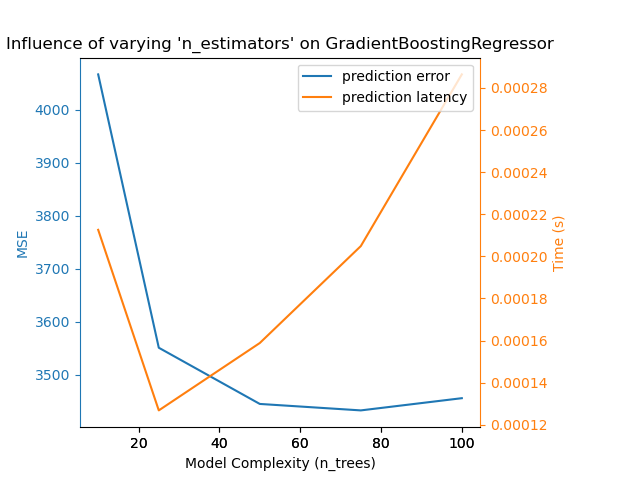 Influence of varying 'n_estimators' on GradientBoostingRegressor
prediction error
prediction latency
4000
3900
3800
3700
3600
3500
MSE
0.00028
0.00026
0.00024
0.00022
0.00020
0.00018
0.00016
0.00014
0.00012
Time (s)
20 40 60 80 100
Model Complexity (n_trees)